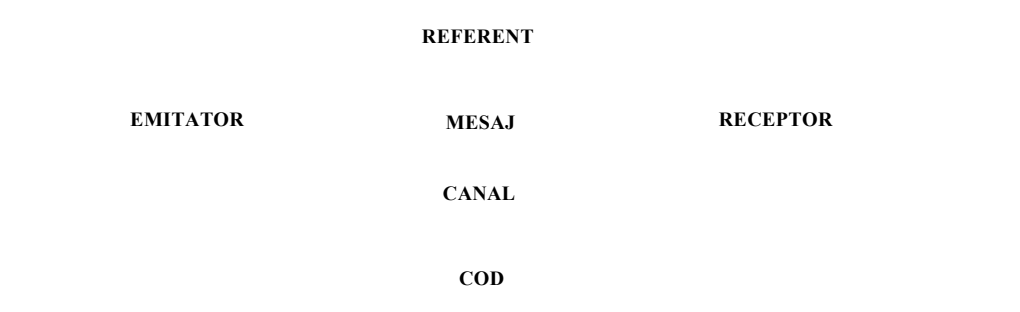 REFERENT
EMITATOR MESAJ RECEPTOR
CANAL
COD